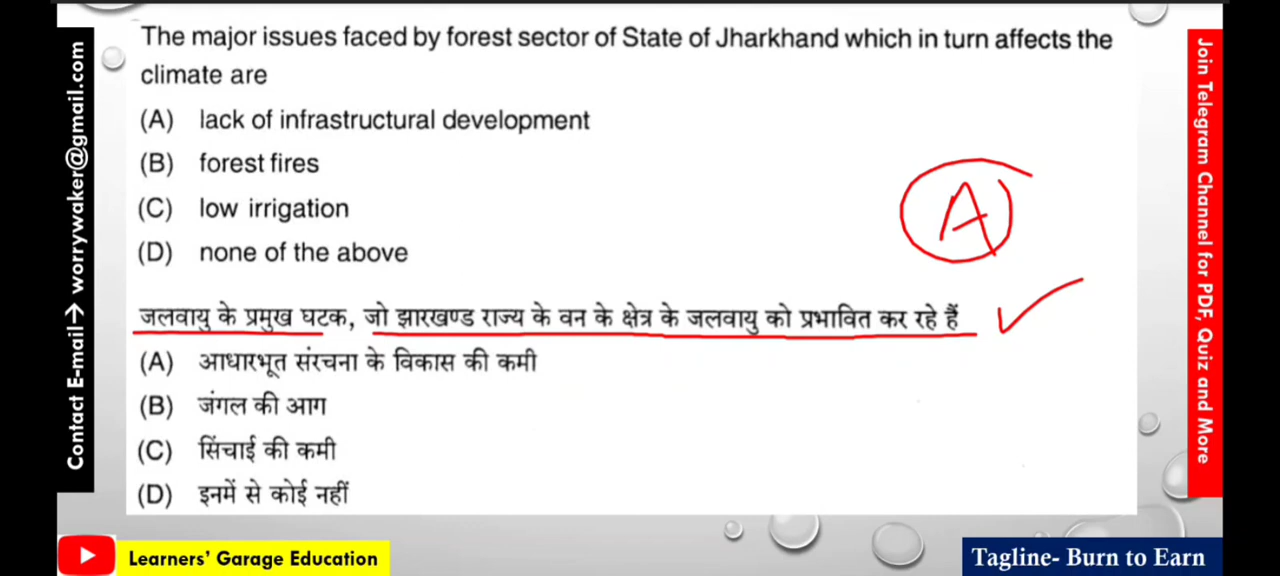 The major issues faced by forest sector of State of Jharkhand which in turn affects the
climate are
(A) lack of infrastructural development
(B) forest fires
(C) low irrigation
(D) none of the above
A
जलवायु के प्रमुख घटक, जो झारखण्ड राज्य के वन के क्षेत्र के जलवायु को प्रभावित कर रहे हैं
(A) आधारभूत संरचना के विकास की कमी
(B) जंगल की आग
(C) सिंचाई की कमी
(D) इनमें से कोई नहीं
Contact E-mail→ worrywaker@gmail.com
Join Telegram Channel for PDF, Quiz and More
Learners' Garage Education
Tagline- Burn to Earn